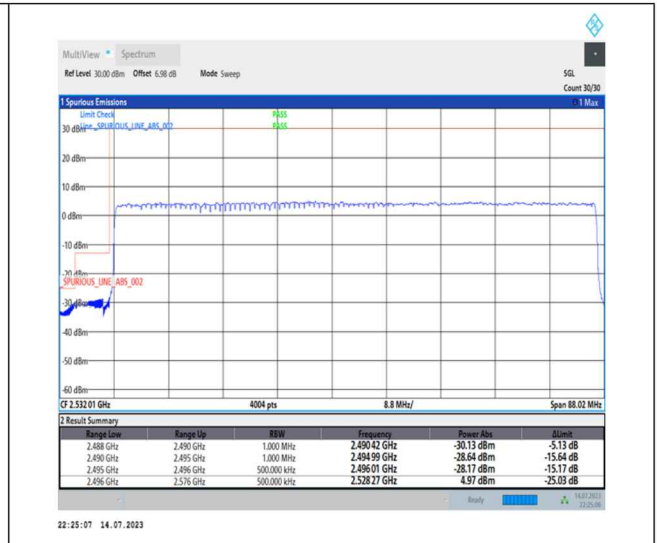 MultiView Spectrum
Ref Level 30.00 dBm Offset 6.98 dB Mode Sweep SGL
Count 30/30
1 Spurious Emissions 1 Max
Limit Check PASS
30 dBm Line _SPURIOUS_LINE_ABS_002 PASS
20 dBm
10 dBm
0 dBm
-10 dBm
-20 dBm
SPURIOUS_LINE_ABS_002
-30 dBm
-40 dBm
-50 dBm
-60 dBm
CF 2.532 01 GHz 4004 pts 8.8 MHz/ Span 88.02 MHz
2 Result Summary
Range Low Range Up RBW Frequency Power Abs ΔLimit
2.488 GHz 2.490 GHz 1.000 MHz 2.490 42 GHz -30.13 dBm -5.13 dB
2.490 GHz 2.495 GHz 1.000 MHz 2.494 99 GHz -28.64 dBm -15.64 dB
2.495 GHz 2.496 GHz 500.000 kHz 2.496 01 GHz -28.17 dBm -15.17 dB
2.496 GHz 2.576 GHz 500.000 kHz 2.528 27 GHz 4.97 dBm -25.03 dB
Ready 14.07.2023
22:25:06
22:25:07 14.07.2023